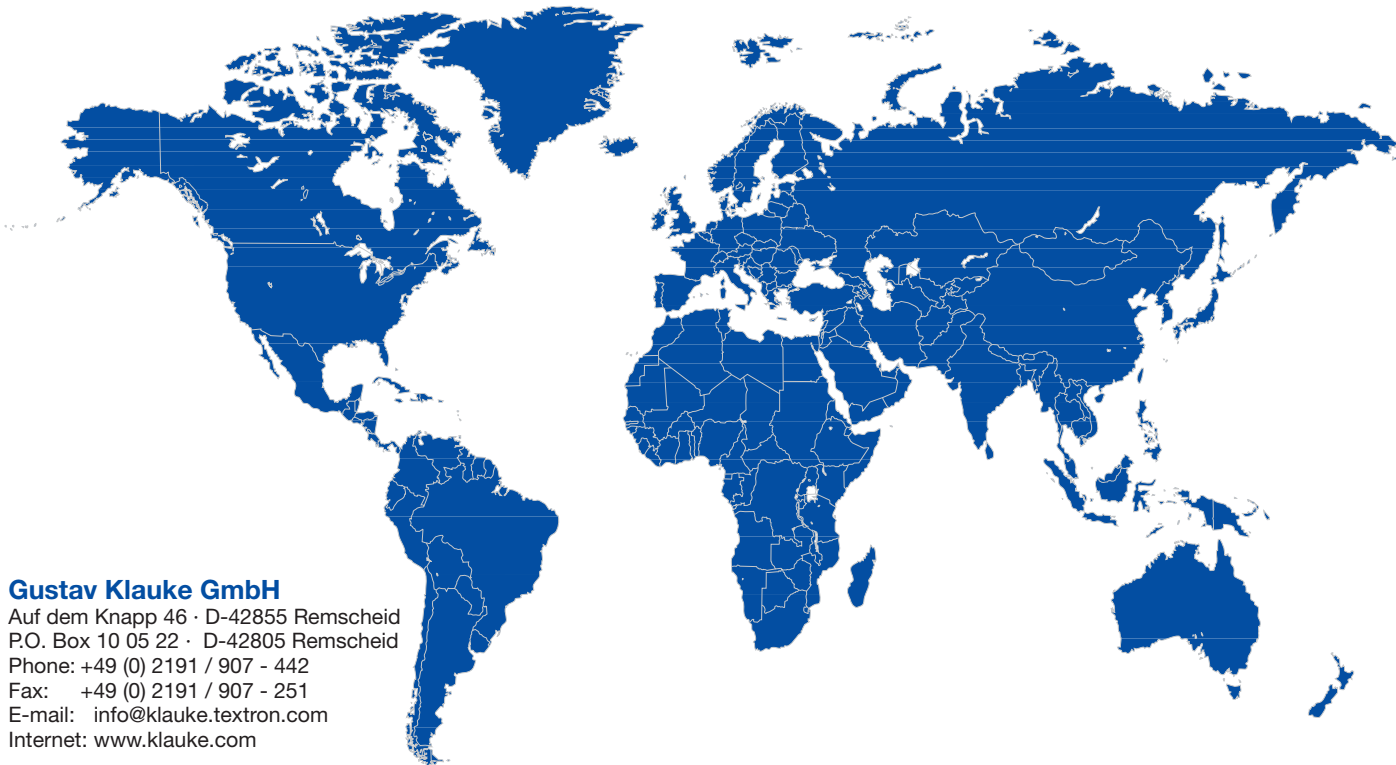 Gustav Klauke GmbH
Auf dem Knapp 46 · D-42855 Remscheid
P.O. Box 10 05 22 · D-42805 Remscheid
Phone: +49 (0) 2191 / 907 - 442
Fax: +49 (0) 2191 / 907 - 251
E-mail: info@klauke.textron.com
Internet: www.klauke.com